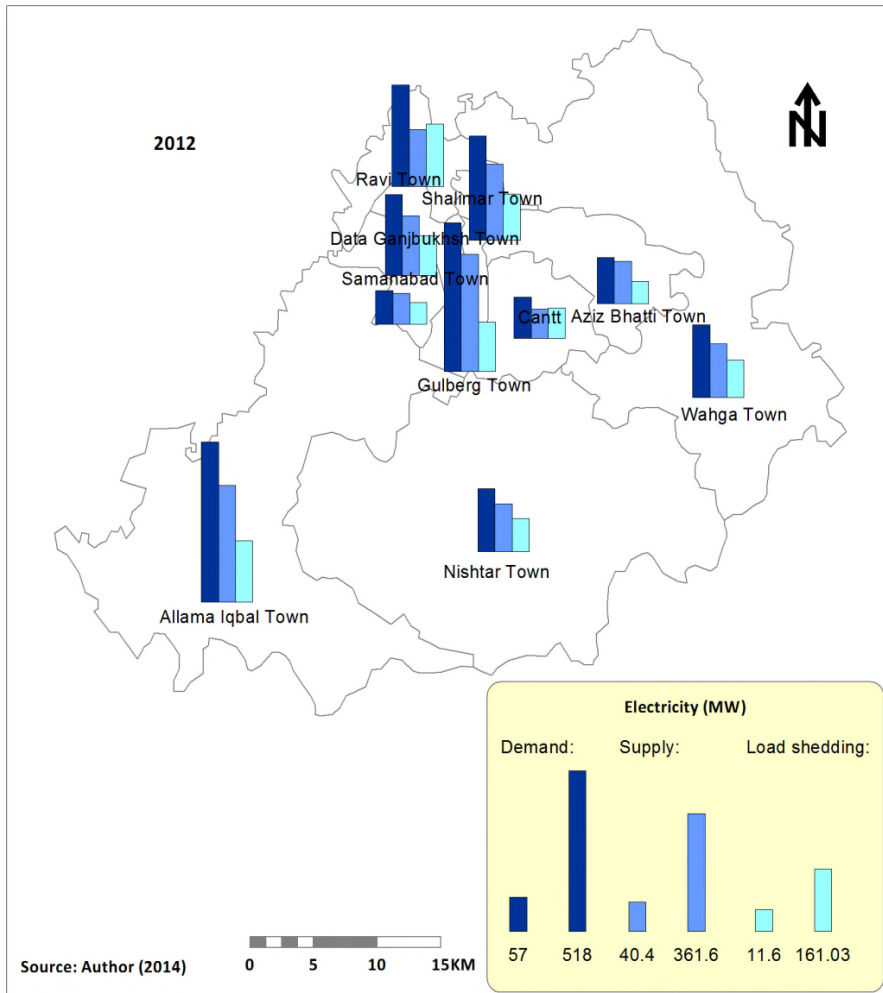 2012
N
Ravi Town
Shalimar Town
Data Ganjbukhsh Town
Samanabad Town
Cantt
Aziz Bhatti Town
Gulberg Town
Wahga Town
Nishtar Town
Allama Iqbal Town
Electricity (MW)
Demand: Supply: Load shedding:
57 518 40.4 361.6 11.6 161.03
Source: Author (2014)
0 5 10 15KM